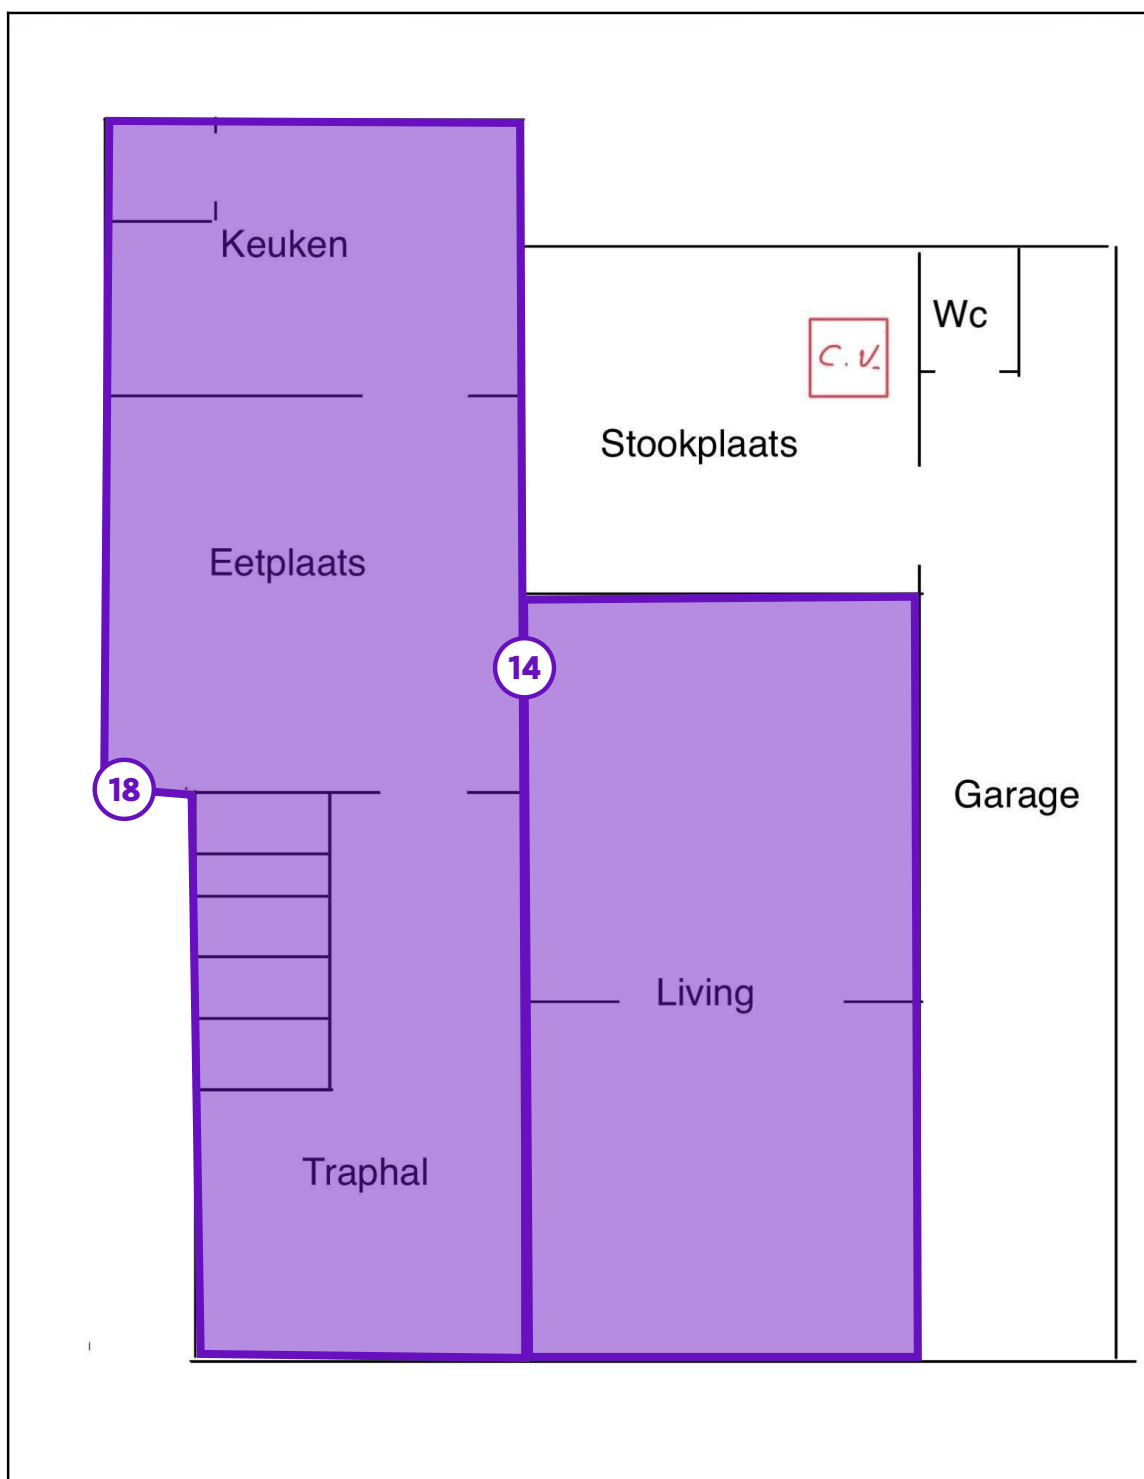 Keuken
Wc
C.V.
Stookplaats
Eetplaats
14
18
Garage
Living
Traphal